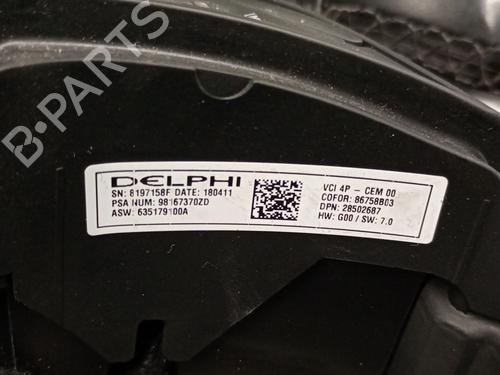 B-PARTS
DELPHI
SN: 8197158F DATE: 180411
PSA NUM: 98167370ZD
ASW: 635179100A
VCI 4P - CEM 00
COFOR: 86758B03
DPN: 28502687
HW: G00 / SW: 7.0